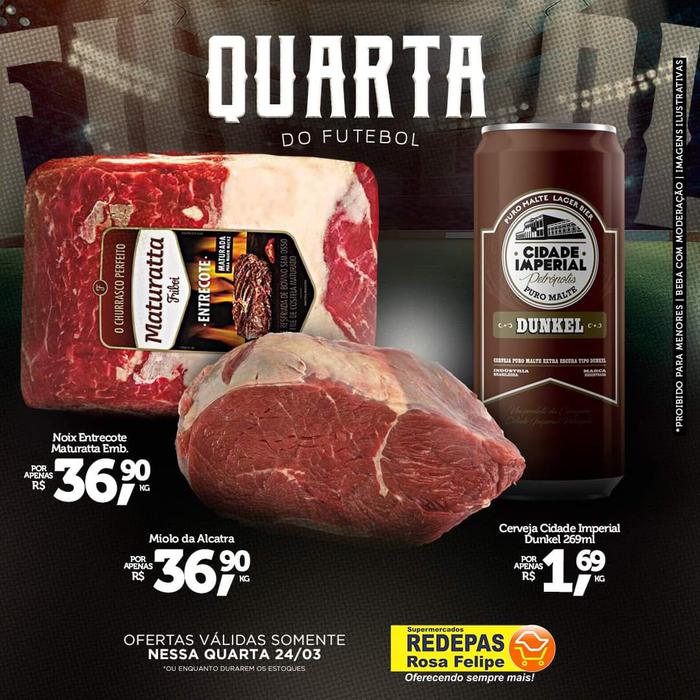 QUARTA
DO FUTEBOL
*PROIBIDO PARA MENORES | BEBA COM MODERAÇÃO | IMAGENS ILUSTRATIVAS
O CHURRASCO PERFEITO
Maturatta
Friboi
ENTRECOTE
MATURADA
PURO MALTE LAGER BIER
CIDADE
IMPERIAL
Petrópolis
PURO MALTE
DUNKEL
CERVEJA PURO MALTE EXTRA ESCURA TIPO DUNKEL
INDÚSTRIA
BRASILEIRA
MARCA
REGISTRADA
Noix Entrecote
Maturatta Emb.
POR
APENAS
R$
36,90
KG
Miolo da Alcatra
POR
APENAS
R$
36,90
KG
Cerveja Cidade Imperial
Dunkel 269ml
POR
APENAS
R$
1,69
KG
OFERTAS VÁLIDAS SOMENTE
NESSA QUARTA 24/03
*OU ENQUANTO DURAREM OS ESTOQUES
Supermercados
REDEPAS
Rosa Felipe
Oferecendo sempre mais!